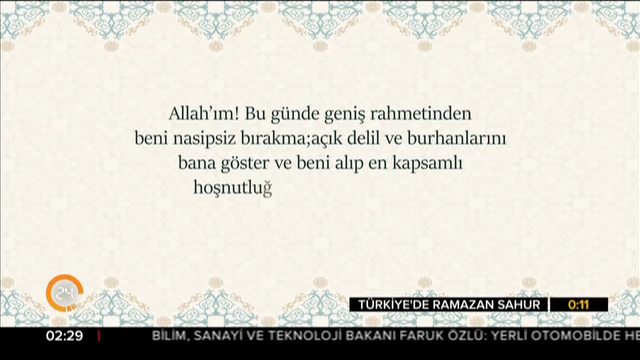 Allah'ım! Bu günde geniş rahmetinden
beni nasipsiz bırakma;açık delil ve burhanlarını
bana göster ve beni alıp en kapsamlı
hoşnutluğ
24
TÜRKİYE'DE RAMAZAN SAHUR 0:11
02:29 BİLİM, SANAYİ VE TEKNOLOJİ BAKANI FARUK ÖZLÜ: YERLİ OTOMOBİLDE HE